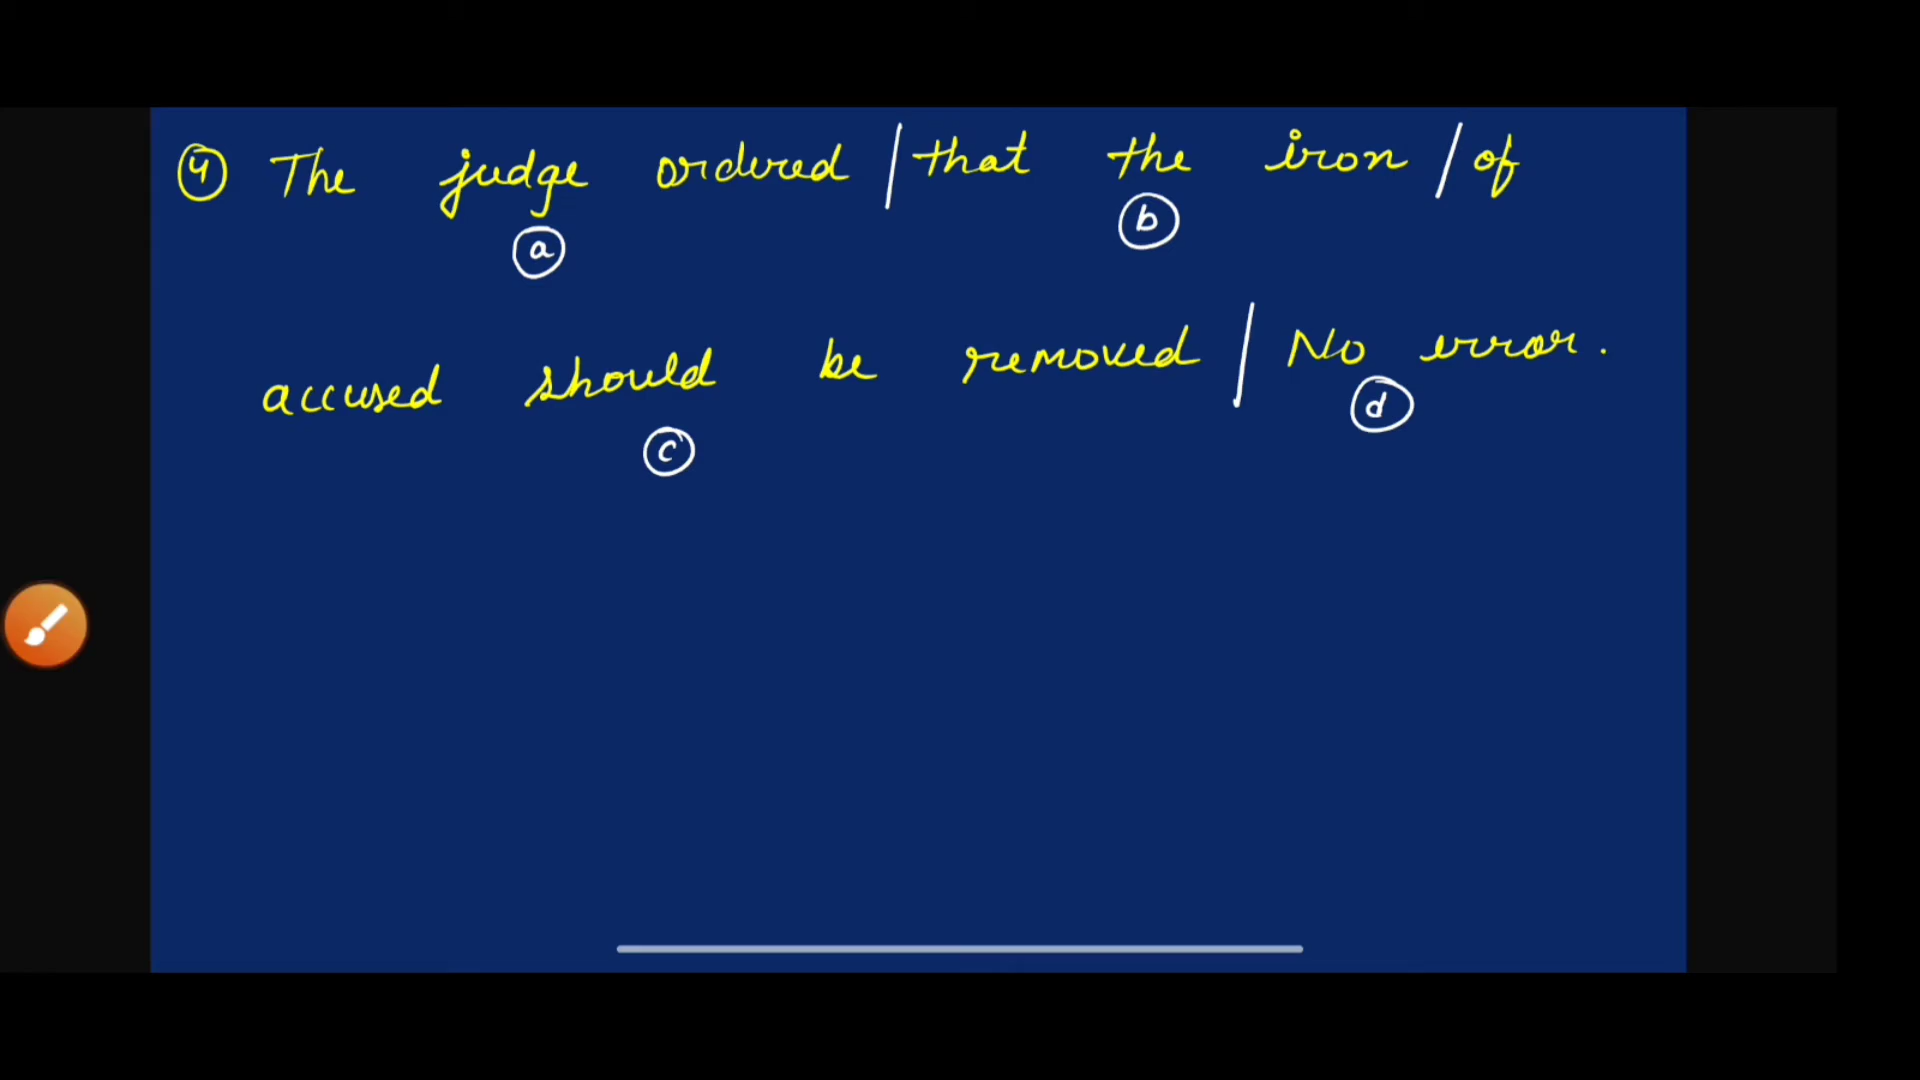 ④ The judge ordered / that the iron / of
ⓐ ⓑ
accused should be removed / No error.
ⓒ ⓓ